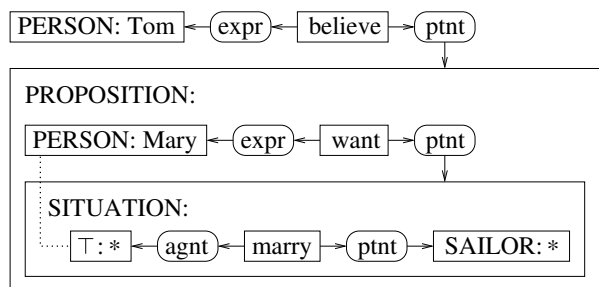 PERSON: Tom expr believe ptnt
PROPOSITION:
PERSON: Mary expr want ptnt
SITUATION:
⊤: * agnt marry ptnt SAILOR: *